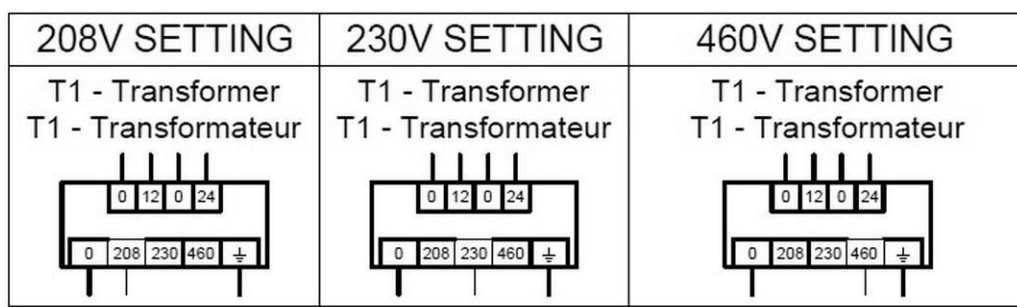 208V SETTING
T1 - Transformer
T1 - Transformateur
0 12 0 24
0 208 230 460
230V SETTING
T1 - Transformer
T1 - Transformateur
0 12 0 24
0 208 230 460
460V SETTING
T1 - Transformer
T1 - Transformateur
0 12 0 24
0 208 230 460